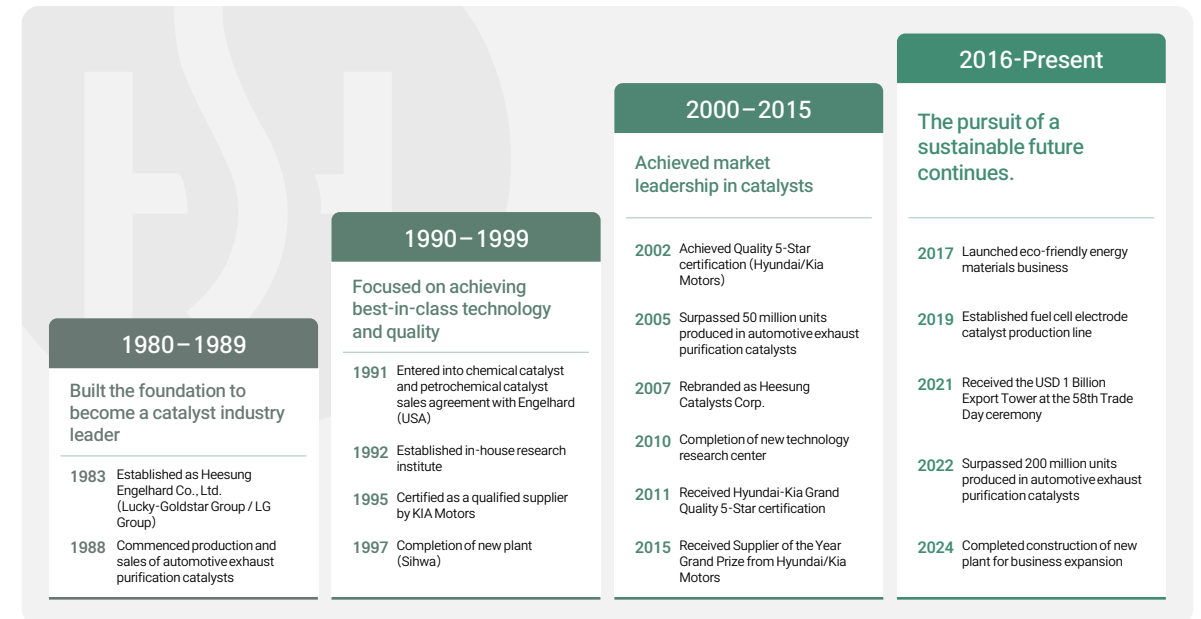 1980–1989
Built the foundation to
become a catalyst industry
leader
1983 Established as Heesung
Engelhard Co., Ltd.
(Lucky-Goldstar Group / LG
Group)
1988 Commenced production and
sales of automotive exhaust
purification catalysts
1990–1999
Focused on achieving
best-in-class technology
and quality
1991 Entered into chemical catalyst
and petrochemical catalyst
sales agreement with Engelhard
(USA)
1992 Established in-house research
institute
1995 Certified as a qualified supplier
by KIA Motors
1997 Completion of new plant
(Sihwa)
2000–2015
Achieved market
leadership in catalysts
2002 Achieved Quality 5-Star
certification (Hyundai/Kia
Motors)
2005 Surpassed 50 million units
produced in automotive exhaust
purification catalysts
2007 Rebranded as Heesung
Catalysts Corp.
2010 Completion of new technology
research center
2011 Received Hyundai-Kia Grand
Quality 5-Star certification
2015 Received Supplier of the Year
Grand Prize from Hyundai/Kia
Motors
2016-Present
The pursuit of a
sustainable future
continues.
2017 Launched eco-friendly energy
materials business
2019 Established fuel cell electrode
catalyst production line
2021 Received the USD 1 Billion
Export Tower at the 58th Trade
Day ceremony
2022 Surpassed 200 million units
produced in automotive exhaust
purification catalysts
2024 Completed construction of new
plant for business expansion